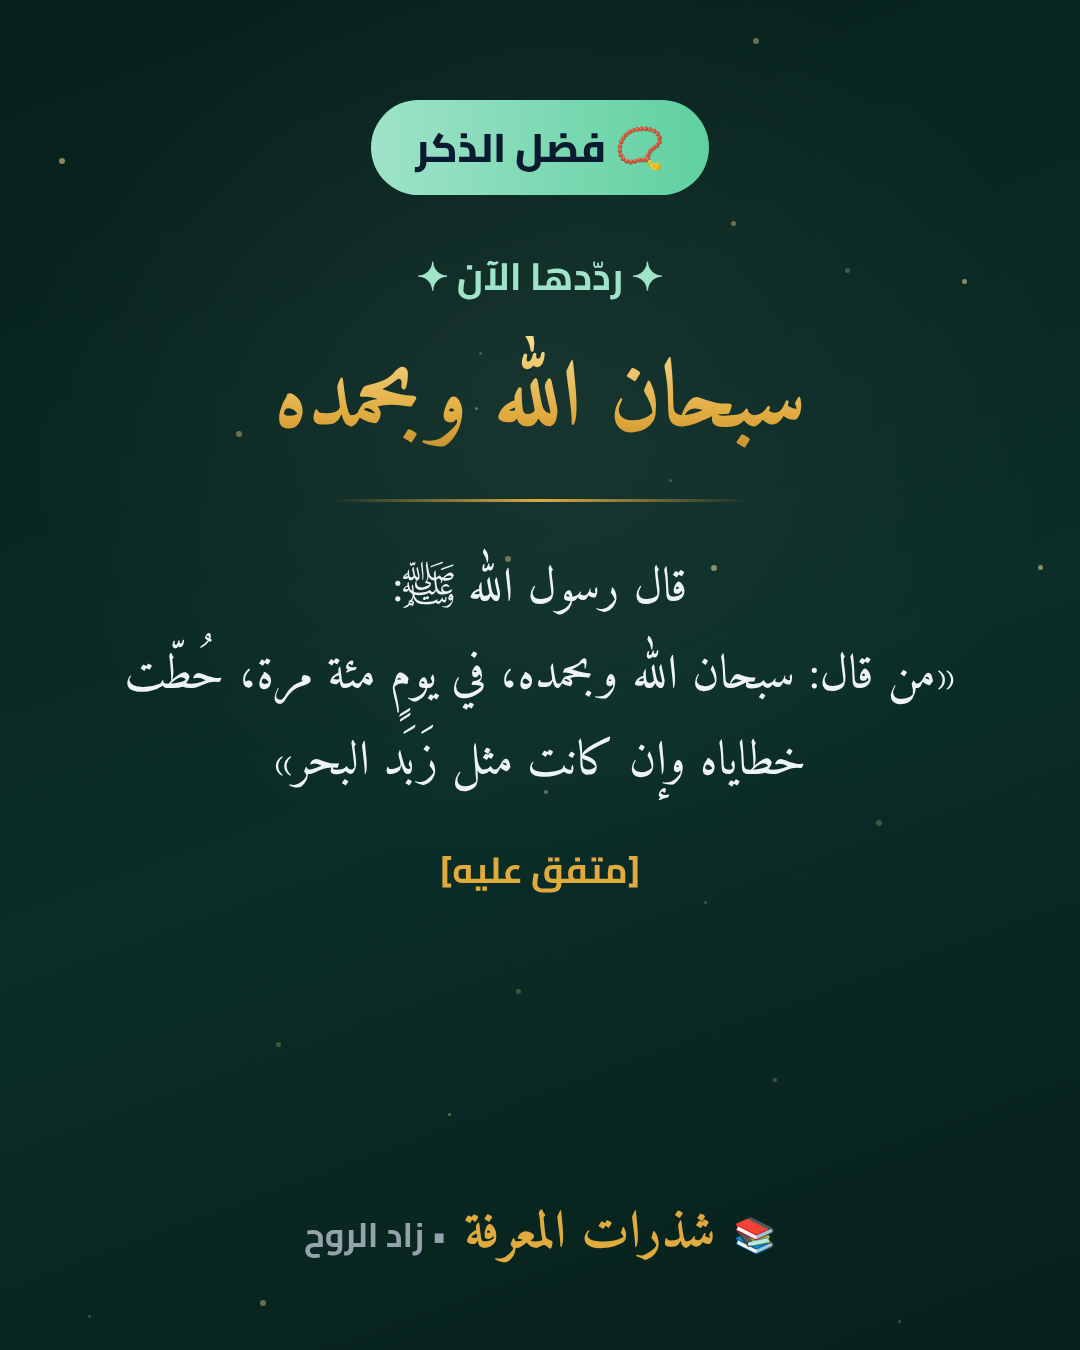 📿 فضل الذكر
✦ ردّدها الآن ✦
سبحان الله وبحمده
قال رسول الله ﷺ:
«من قال: سبحان الله وبحمده، في يومٍ مئة مرة، حُطّت
خطاياه وإن كانت مثل زَبَد البحر»
[متفق عليه]
📚 شذرات المعرفة ▪ زاد الروح